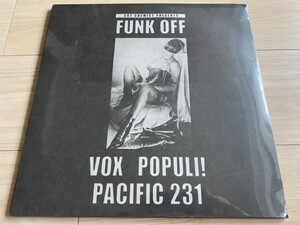 CUT CHEMIST PRESENTS
FUNK OFF
VOX POPULI!
PACIFIC 231